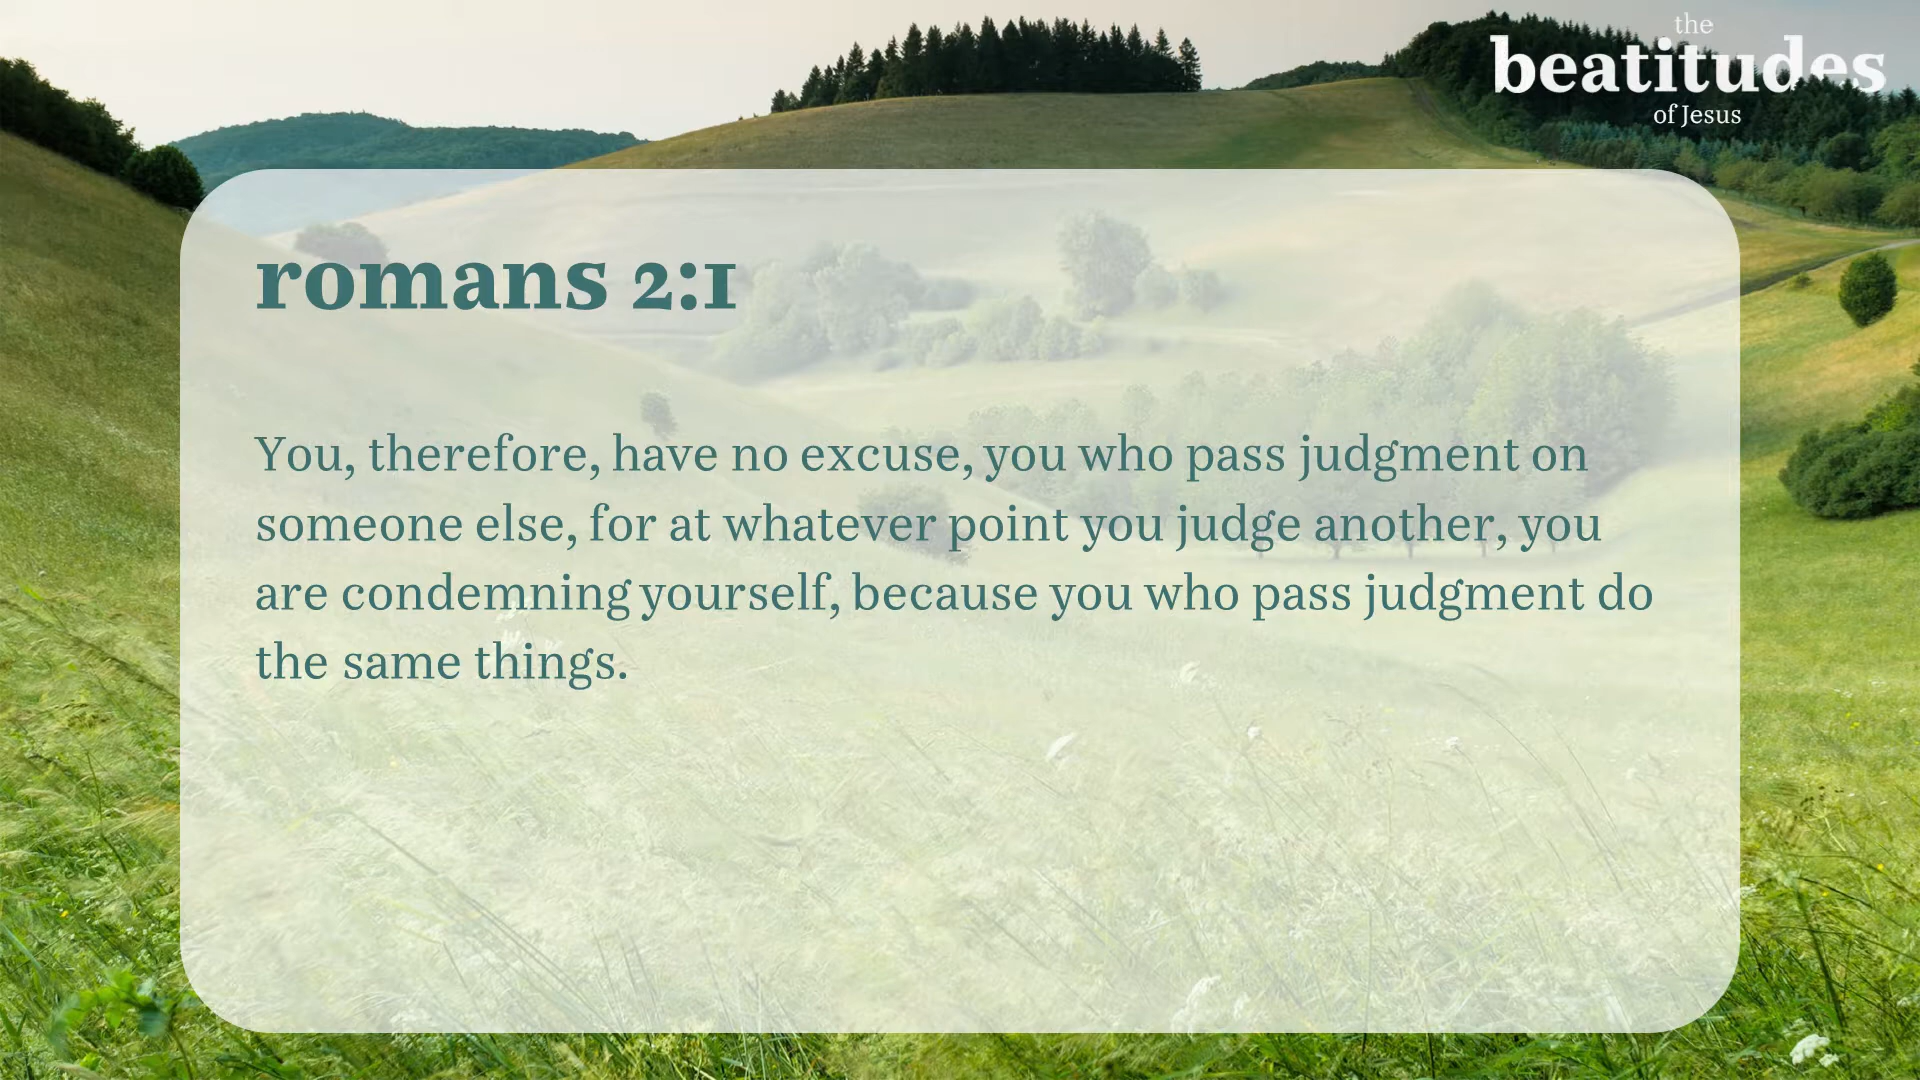 the
beatitudes
of Jesus
romans 2:1
You, therefore, have no excuse, you who pass judgment on
someone else, for at whatever point you judge another, you
are condemning yourself, because you who pass judgment do
the same things.